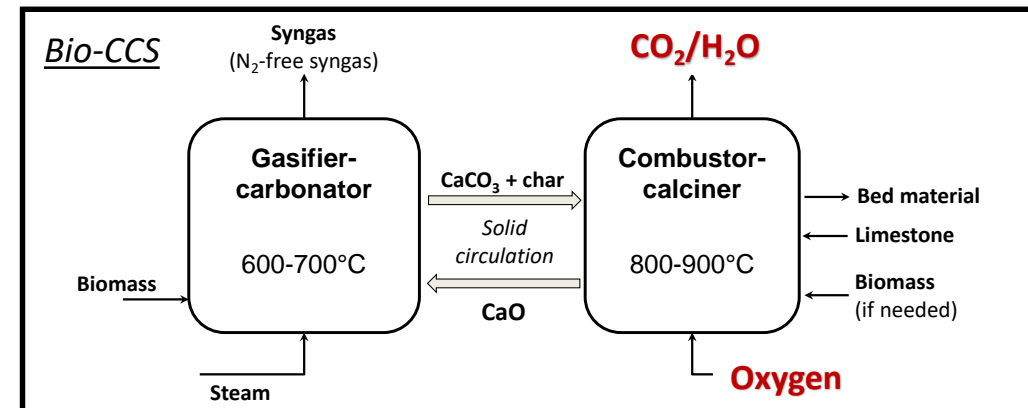 Bio-CCS
Syngas
(N₂-free syngas)
CO₂/H₂O
Gasifier-
carbonator
600-700°C
CaCO₃ + char
Solid
circulation
CaO
Combustor-
calciner
800-900°C
Bed material
Limestone
Biomass
(if needed)
Biomass
Steam
Oxygen